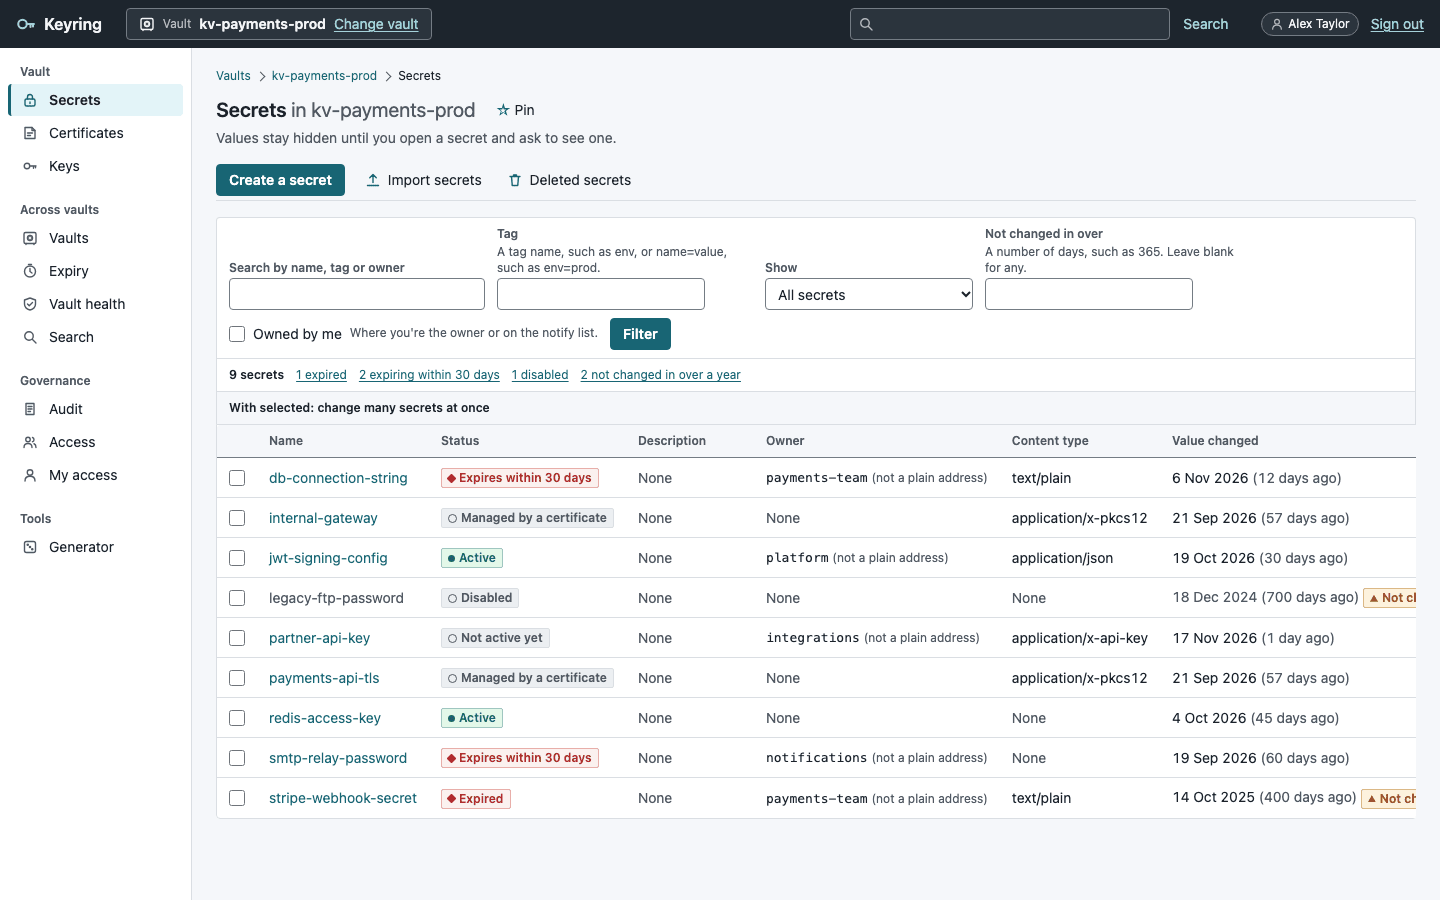 Keyring
Vault kv-payments-prod Change vault
Search
Alex Taylor
Sign out
Vault
Secrets
Certificates
Keys
Across vaults
Vaults
Expiry
Vault health
Search
Governance
Audit
Access
My access
Tools
Generator
Vaults kv-payments-prod Secrets
Secrets in kv-payments-prod Pin
Values stay hidden until you open a secret and ask to see one.
Create a secret Import secrets Deleted secrets
Search by name, tag or owner
Tag
A tag name, such as env, or name=value,
such as env=prod.
Show
All secrets
Not changed in over
A number of days, such as 365. Leave blank
for any.
Owned by me Where you're the owner or on the notify list. Filter
9 secrets 1 expired 2 expiring within 30 days 1 disabled 2 not changed in over a year
With selected: change many secrets at once
Name Status Description Owner Content type Value changed
db-connection-string Expires within 30 days None payments-team (not a plain address) text/plain 6 Nov 2026 (12 days ago)
internal-gateway Managed by a certificate None None application/x-pkcs12 21 Sep 2026 (57 days ago)
jwt-signing-config Active None platform (not a plain address) application/json 19 Oct 2026 (30 days ago)
legacy-ftp-password Disabled None None None 18 Dec 2024 (700 days ago) Not
partner-api-key Not active yet None integrations (not a plain address) application/x-api-key 17 Nov 2026 (1 day ago)
payments-api-tls Managed by a certificate None None application/x-pkcs12 21 Sep 2026 (57 days ago)
redis-access-key Active None None None 4 Oct 2026 (45 days ago)
smtp-relay-password Expires within 30 days None notifications (not a plain address) None 19 Sep 2026 (60 days ago)
stripe-webhook-secret Expired None payments-team (not a plain address) text/plain 14 Oct 2025 (400 days ago) Not